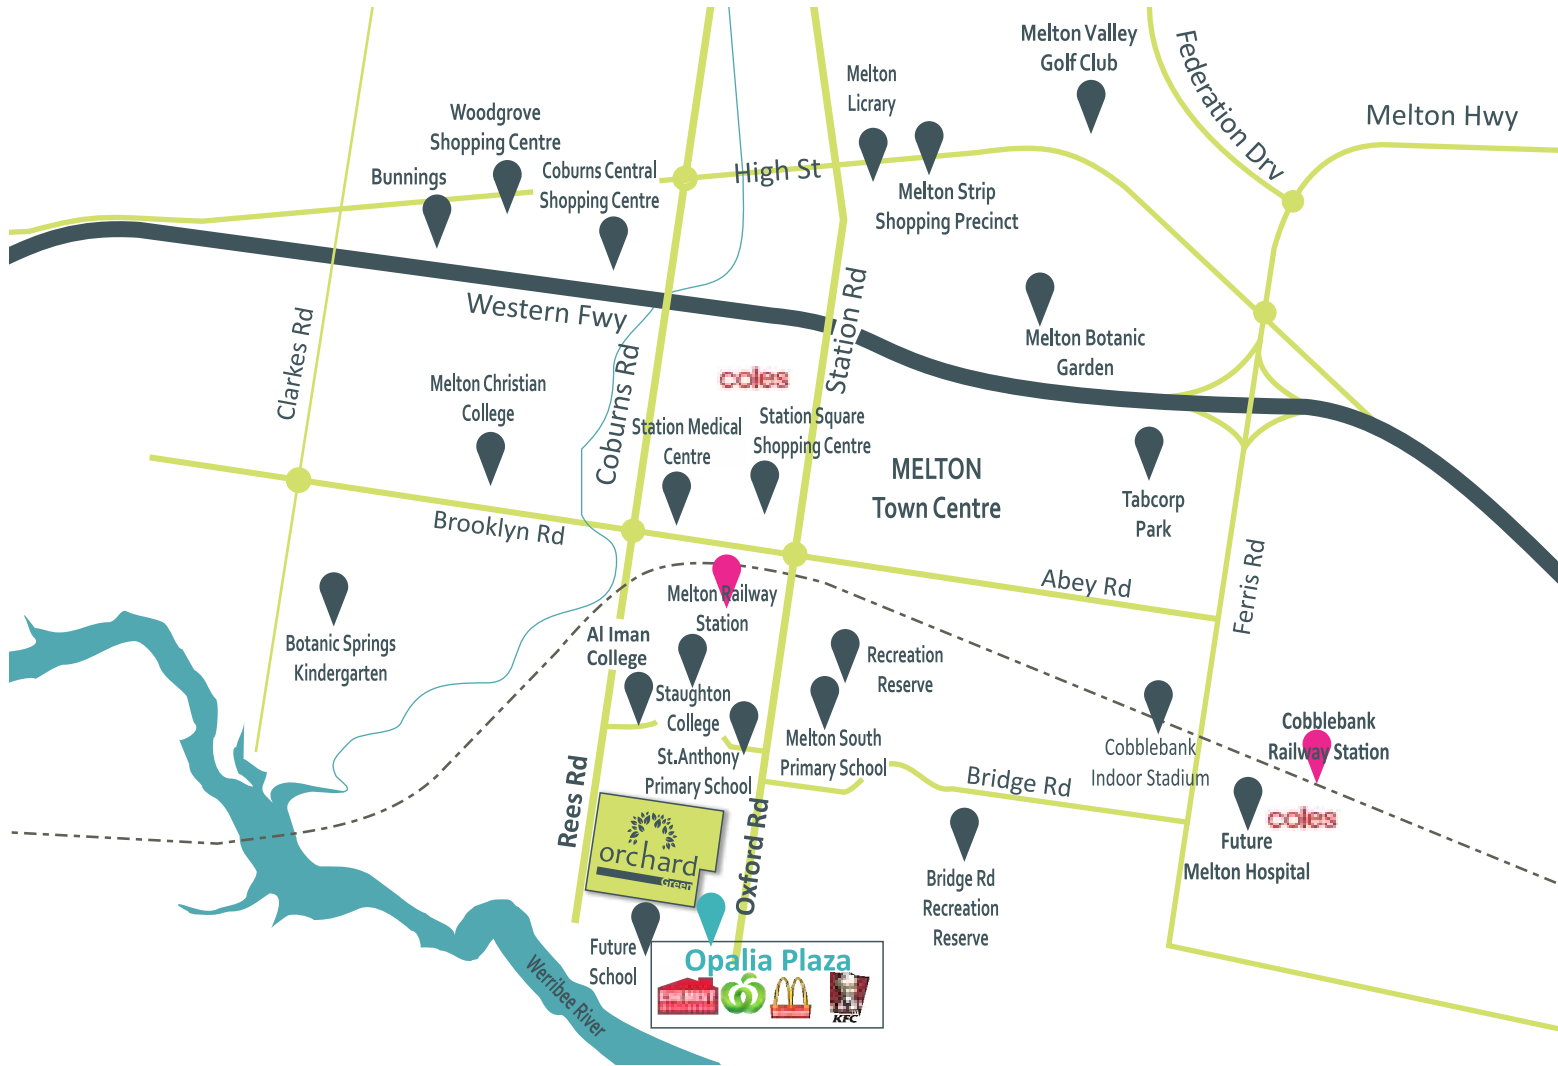 Melton Valley
Golf Club
Federation Drv
Melton Hwy
Melton
Licrary
Woodgrove
Shopping Centre
Bunnings
Coburns Central
Shopping Centre
High St
Melton Strip
Shopping Precinct
Western Fwy
Station Rd
Clarkes Rd
Coburns Rd
Melton Botanic
Garden
coles
Melton Christian
College
Station Medical
Centre
Station Square
Shopping Centre
MELTON
Town Centre
Tabcorp
Park
Brooklyn Rd
Abey Rd
Ferris Rd
Melton Railway
Station
Botanic Springs
Kindergarten
Al Iman
College
Recreation
Reserve
Staughton
College
St.Anthony
Primary School
Melton South
Primary School
Bridge Rd
Cobblebank
Indoor Stadium
Cobblebank
Railway Station
coles
Future
Melton Hospital
Rees Rd
Oxford Rd
orchard
Green
Bridge Rd
Recreation
Reserve
Future
School
Werribee River
Opalia Plaza
CHEMIST
KFC